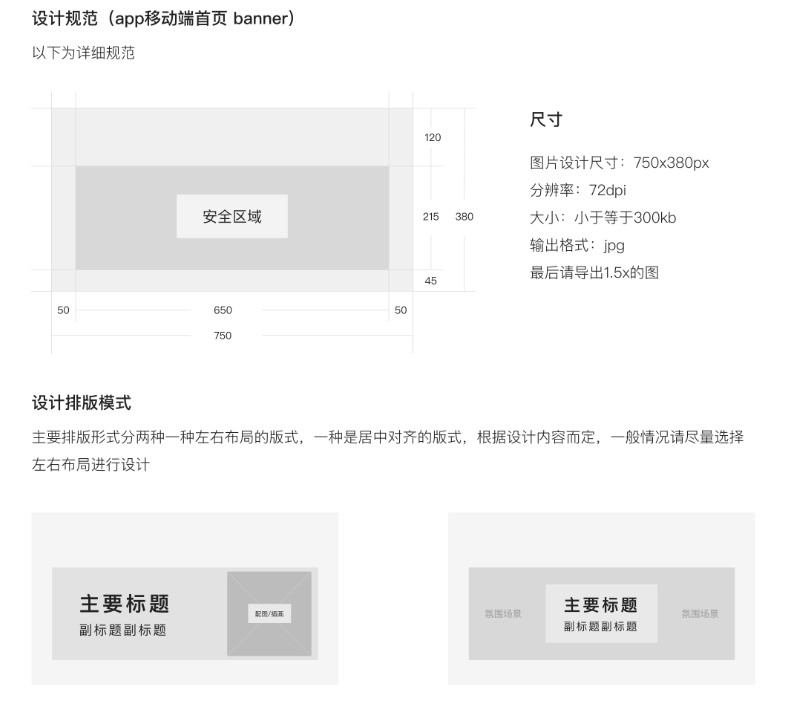 设计规范（app移动端首页 banner）
以下为详细规范
尺寸
120
图片设计尺寸：750x380px
分辨率：72dpi
安全区域
215
380
大小：小于等于300kb
输出格式：jpg
最后请导出1.5x的图
45
50
650
50
750
设计排版模式
主要排版形式分两种一种左右布局的版式，一种是居中对齐的版式，根据设计内容而定，一般情况请尽量选择
左右布局进行设计
主要标题
副标题副标题
配图/插画
氛围场景
主要标题
副标题副标题
氛围场景